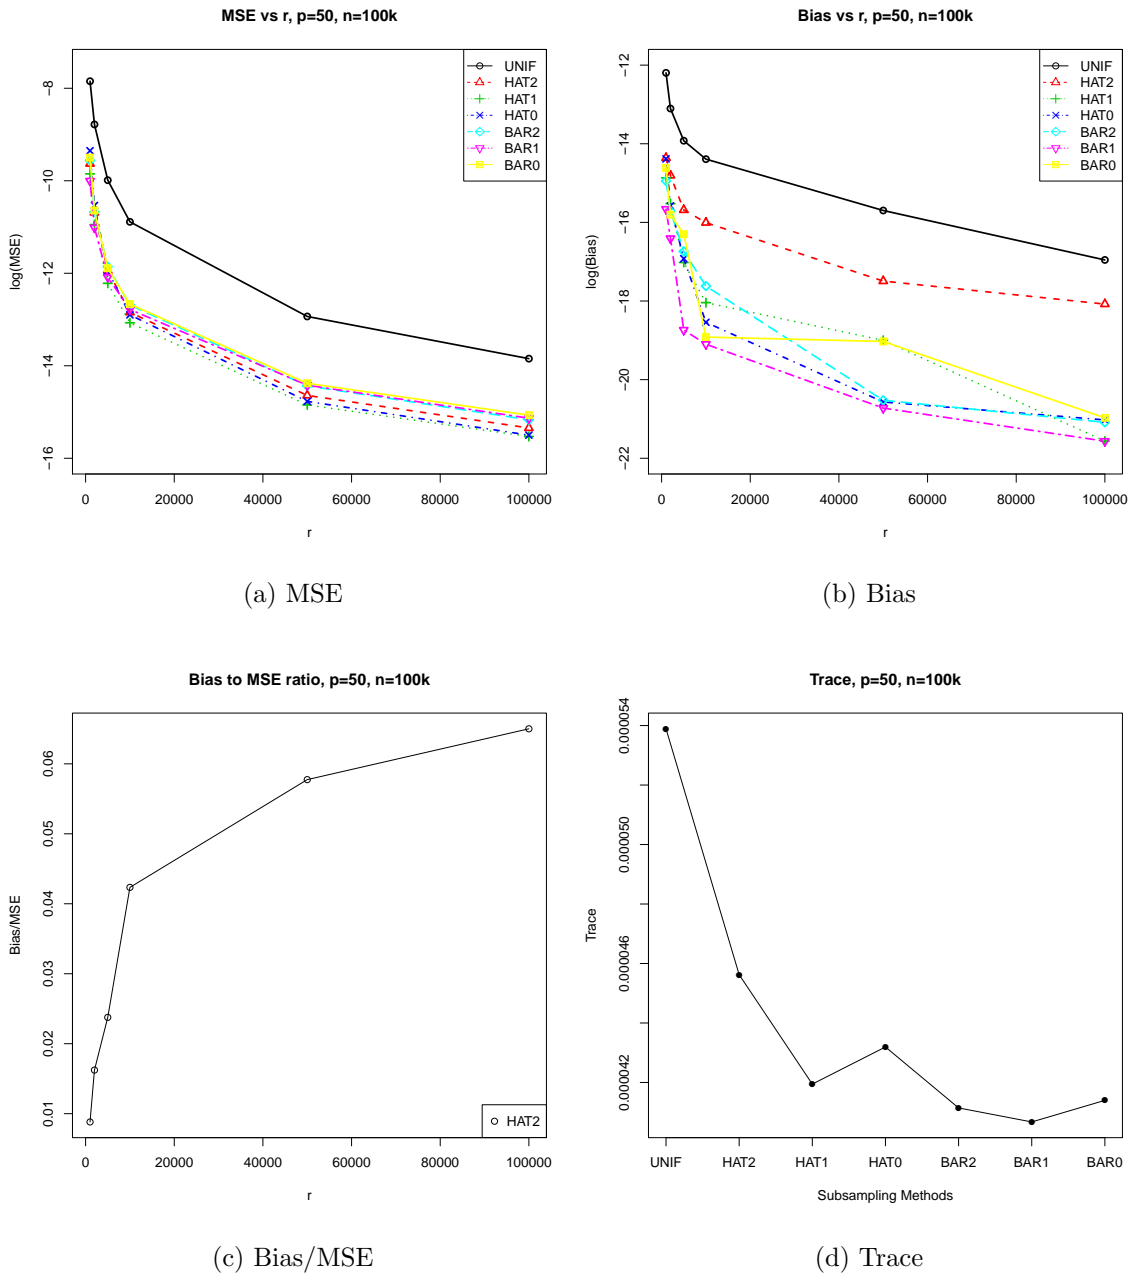 MSE vs r, p=50, n=100k
log(MSE)
-8
-10
-12
-14
-16
0 20000 40000 60000 80000 100000
r
UNIF
HAT2
HAT1
HAT0
BAR2
BAR1
BAR0
(a) MSE
Bias vs r, p=50, n=100k
log(Bias)
-12
-14
-16
-18
-20
-22
0 20000 40000 60000 80000 100000
r
UNIF
HAT2
HAT1
HAT0
BAR2
BAR1
BAR0
(b) Bias
Bias to MSE ratio, p=50, n=100k
Bias/MSE
0.06
0.05
0.04
0.03
0.02
0.01
0 20000 40000 60000 80000 100000
r
HAT2
(c) Bias/MSE
Trace, p=50, n=100k
Trace
0.000054
0.000050
0.000046
0.000042
UNIF HAT2 HAT1 HAT0 BAR2 BAR1 BAR0
Subsampling Methods
(d) Trace